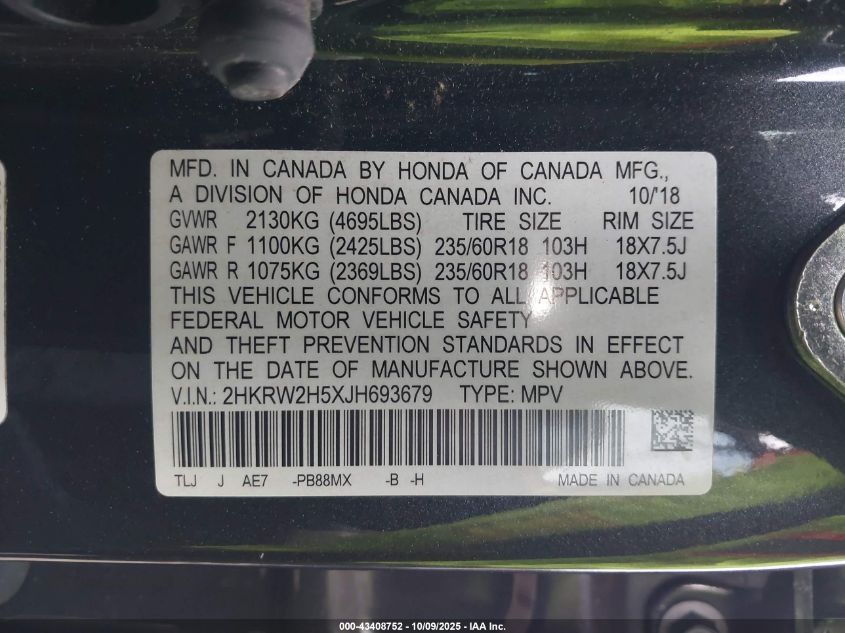 MFD. IN CANADA BY HONDA OF CANADA MFG.,
A DIVISION OF HONDA CANADA INC. 10/'18
GVWR 2130KG (4695LBS) TIRE SIZE RIM SIZE
GAWR F 1100KG (2425LBS) 235/60R18 103H 18X7.5J
GAWR R 1075KG (2369LBS) 235/60R18 103H 18X7.5J
THIS VEHICLE CONFORMS TO ALL APPLICABLE
FEDERAL MOTOR VEHICLE SAFETY
AND THEFT PREVENTION STANDARDS IN EFFECT
ON THE DATE OF MANUFACTURE SHOWN ABOVE.
V.I.N.: 2HKRW2H5XJH693679 TYPE: MPV
TLJ J AE7 -PB88MX -B -H MADE IN CANADA
000-43408752 - 10/09/2025 - IAA Inc.